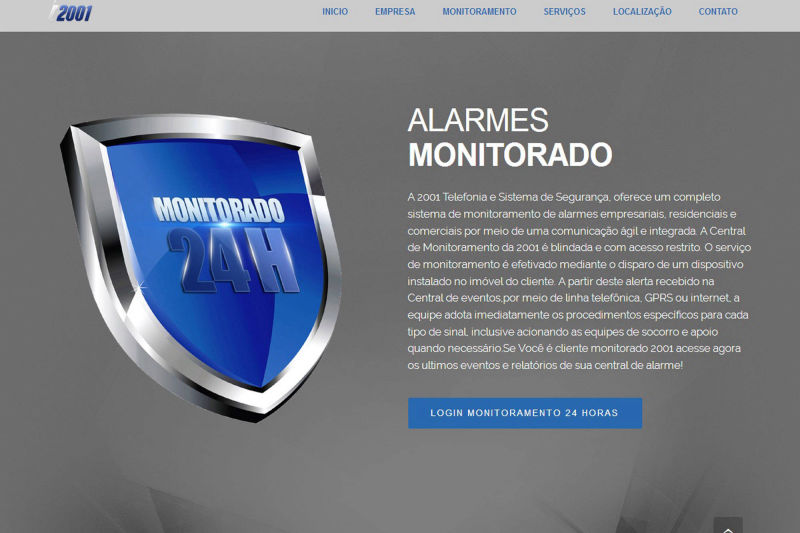 2001
INICIO EMPRESA MONITORAMENTO SERVIÇOS LOCALIZAÇÃO CONTATO
MONITORADO
24H
ALARMES
MONITORADO
A 2001 Telefonia e Sistema de Segurança, oferece um completo
sistema de monitoramento de alarmes empresariais, residenciais e
comerciais por meio de uma comunicação ágil e integrada. A Central
de Monitoramento da 2001 é blindada e com acesso restrito. O serviço
de monitoramento é efetivado mediante o disparo de um dispositivo
instalado no imóvel do cliente. A partir deste alerta recebido na
Central de eventos,por meio de linha telefônica, GPRS ou internet, a
equipe adota imediatamente os procedimentos específicos para cada
tipo de sinal, inclusive acionando as equipes de socorro e apoio
quando necessário.Se Você é cliente monitorado 2001 acesse agora
os ultimos eventos e relatórios de sua central de alarme!
LOGIN MONITORAMENTO 24 HORAS